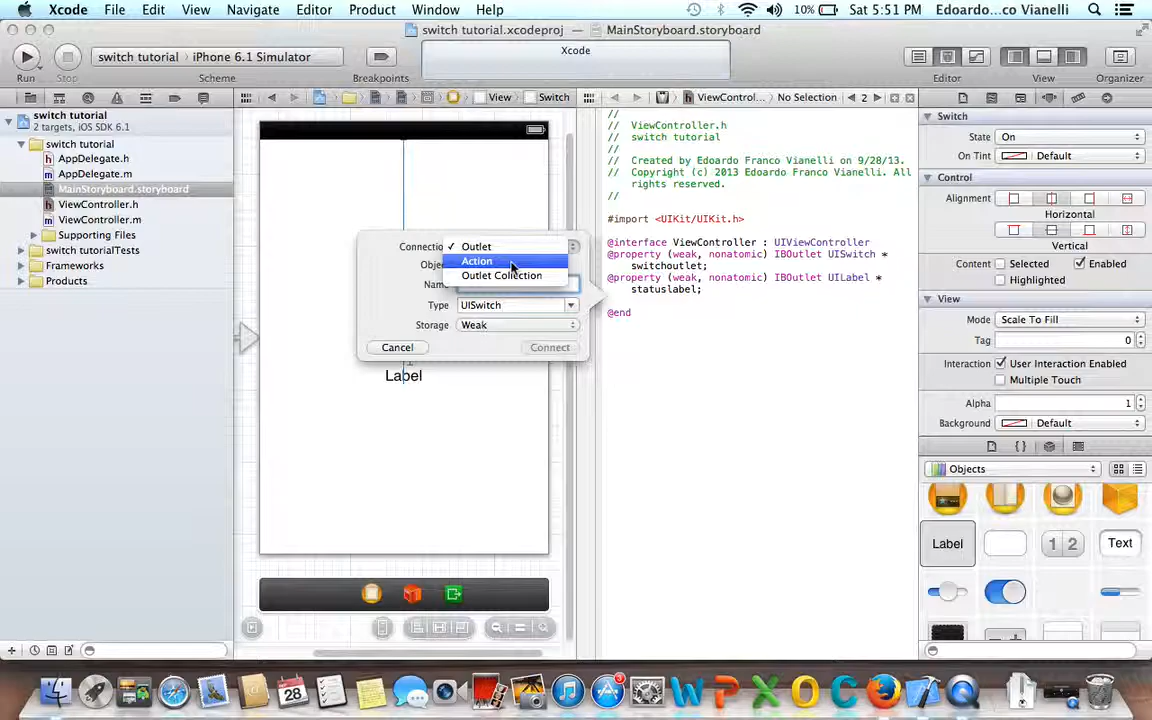 Xcode File Edit View Navigate Editor Product Window Help 10% Sat 5:51 PM Edoardo...co Vianelli
switch tutorial.xcodeproj — MainStoryboard.storyboard
switch tutorial iPhone 6.1 Simulator
Xcode
Run Stop Scheme Breakpoints Editor View Organizer
View Switch ViewControl... No Selection 2
switch tutorial
2 targets, iOS SDK 6.1
switch tutorial
AppDelegate.h
AppDelegate.m
MainStoryboard.storyboard
ViewController.h
ViewController.m
Supporting Files
switch tutorialTests
Frameworks
Products
Connectio
Outlet
Action
Outlet Collection
Obje
Name
Type UISwitch
Storage Weak
Cancel Connect
Label
//
// ViewController.h
// switch tutorial
//
// Created by Edoardo Franco Vianelli on 9/28/13.
// Copyright (c) 2013 Edoardo Franco Vianelli. All
rights reserved.
//
#import <UIKit/UIKit.h>
@interface ViewController : UIViewController
@property (weak, nonatomic) IBOutlet UISwitch *
switchoutlet;
@property (weak, nonatomic) IBOutlet UILabel *
statuslabel;
@end
Switch
State On
On Tint Default
Control
Alignment
Horizontal
Vertical
Content Selected Enabled
Highlighted
View
Mode Scale To Fill
Tag 0
Interaction User Interaction Enabled
Multiple Touch
Alpha 1
Background Default
{}
Objects
Label 1 2 Text
SEP
28
3